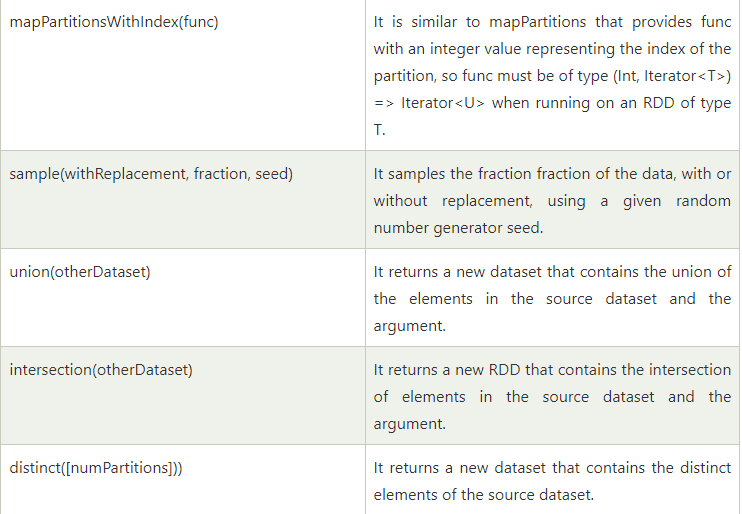 mapPartitionsWithIndex(func)
It is similar to mapPartitions that provides func
with an integer value representing the index of the
partition, so func must be of type (Int, Iterator<T>)
=> Iterator<U> when running on an RDD of type
T.
sample(withReplacement, fraction, seed)
It samples the fraction fraction of the data, with or
without replacement, using a given random
number generator seed.
union(otherDataset)
It returns a new dataset that contains the union of
the elements in the source dataset and the
argument.
intersection(otherDataset)
It returns a new RDD that contains the intersection
of elements in the source dataset and the
argument.
distinct([numPartitions]))
It returns a new dataset that contains the distinct
elements of the source dataset.